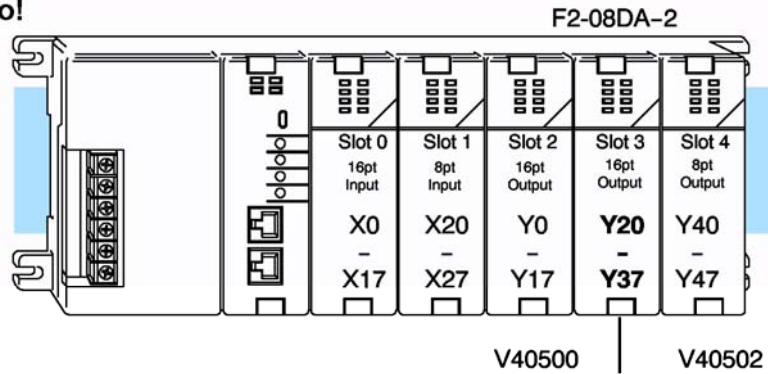 o!
F2-08DA-2
Slot 0 Slot 1 Slot 2 Slot 3 Slot 4
16pt 8pt 16pt 16pt 8pt
Input Input Output Output Output
X0 X20 Y0 Y20 Y40
- - - - -
X17 X27 Y17 Y37 Y47
V40500 V40502